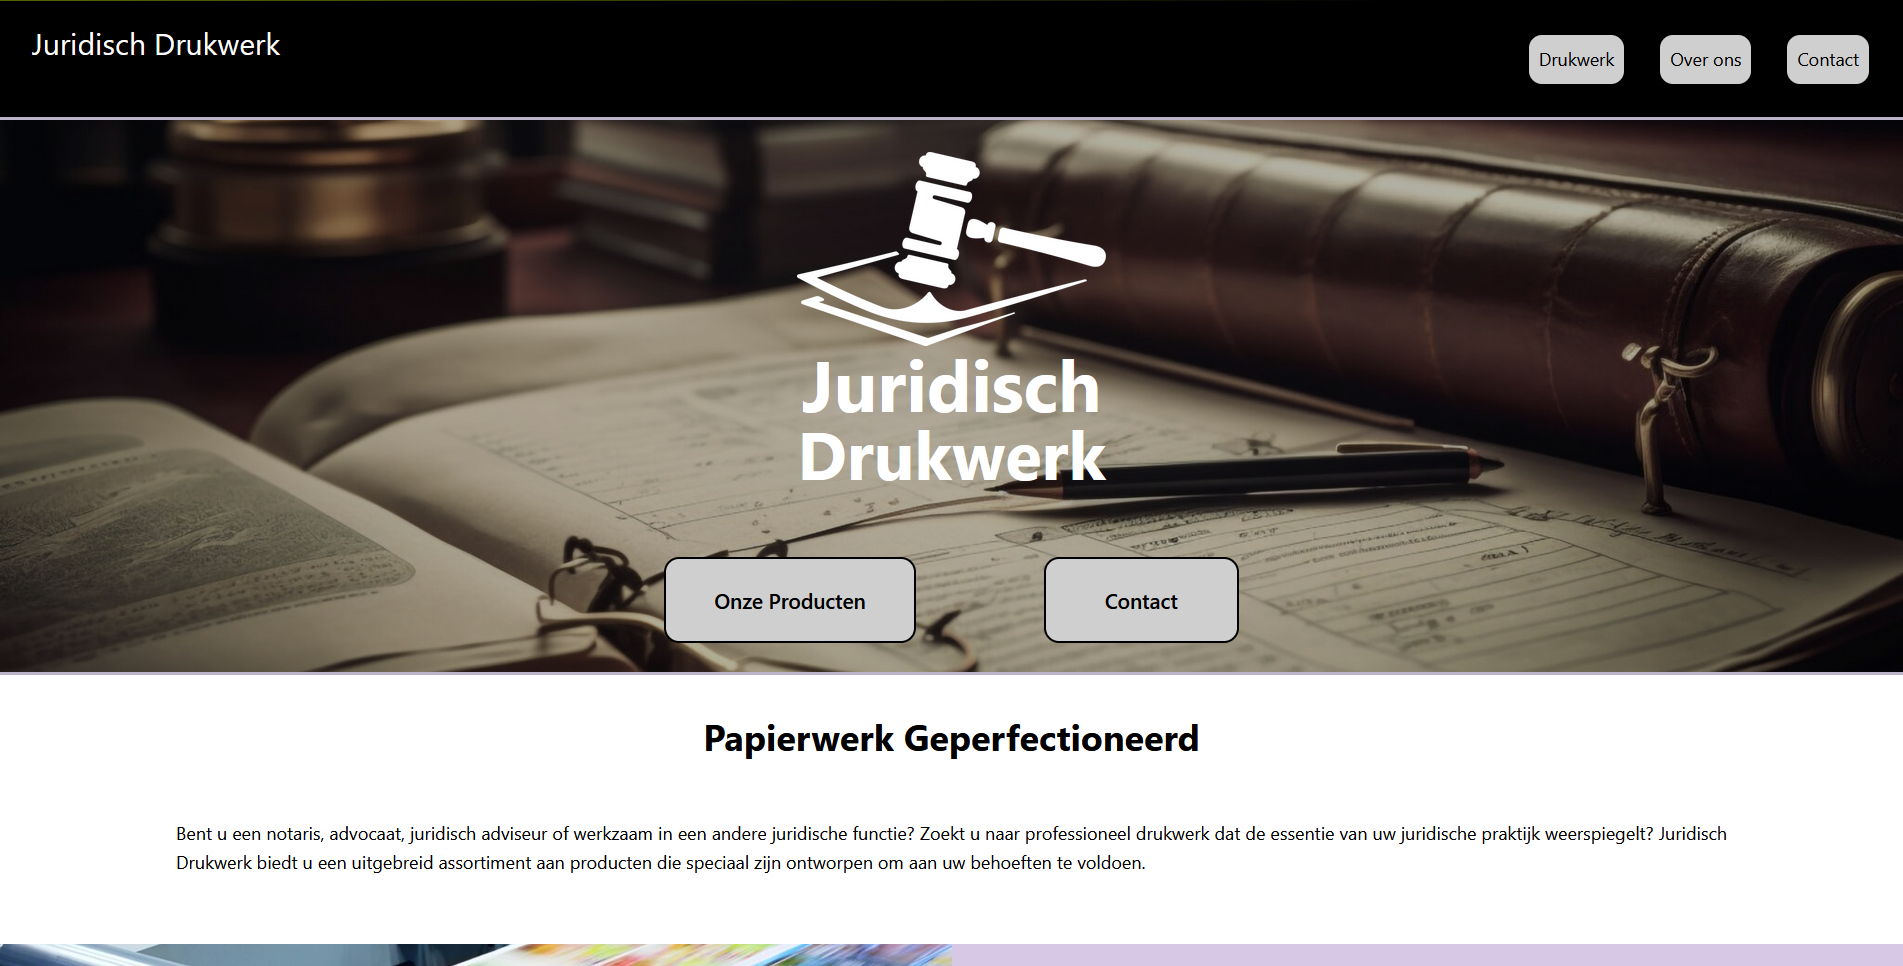 Juridisch Drukwerk
Drukwerk
Over ons
Contact
Juridisch
Drukwerk
Onze Producten
Contact
Papierwerk Geperfectioneerd
Bent u een notaris, advocaat, juridisch adviseur of werkzaam in een andere juridische functie? Zoekt u naar professioneel drukwerk dat de essentie van uw juridische praktijk weerspiegelt? Juridisch
Drukwerk biedt u een uitgebreid assortiment aan producten die speciaal zijn ontworpen om aan uw behoeften te voldoen.